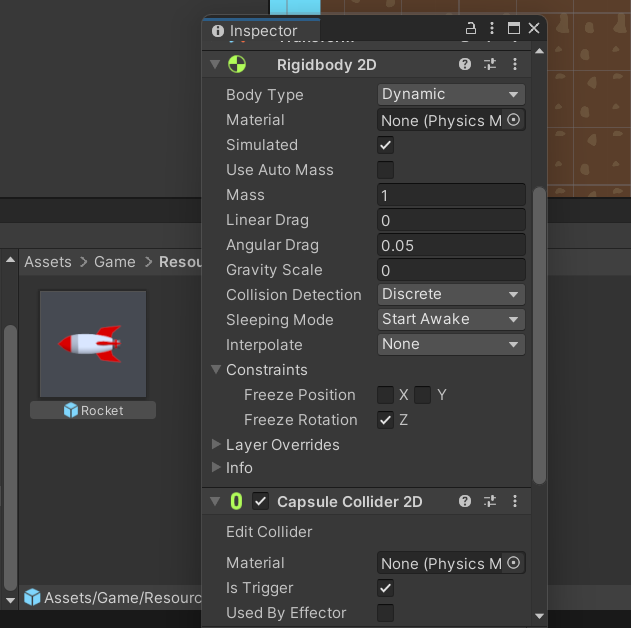 Inspector
Rigidbody 2D
Body Type Dynamic
Material None (Physics M
Simulated
Use Auto Mass
Mass 1
Linear Drag 0
Angular Drag 0.05
Gravity Scale 0
Collision Detection Discrete
Sleeping Mode Start Awake
Interpolate None
Constraints
Freeze Position X Y
Freeze Rotation Z
Layer Overrides
Info
Capsule Collider 2D
Edit Collider
Material None (Physics M
Is Trigger
Used By Effector
Assets > Game > Resou
Rocket
Assets/Game/Resourc